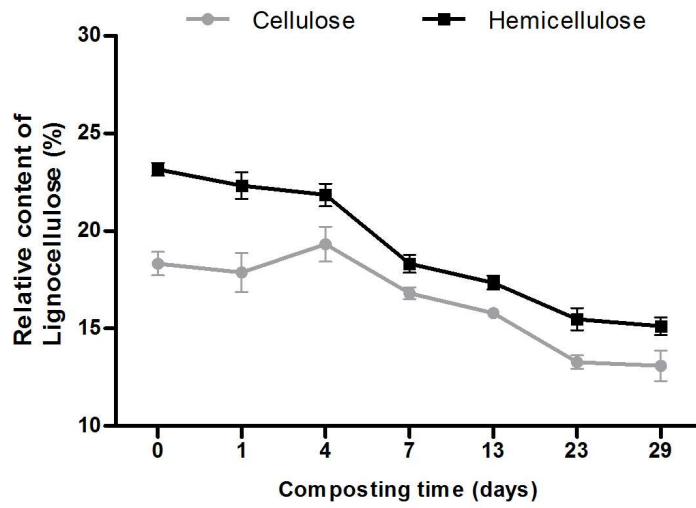 Cellulose Hemicellulose
Relative content of
Lignocellulose (%)
30
25
20
15
10
0 1 4 7 13 23 29
Composting time (days)